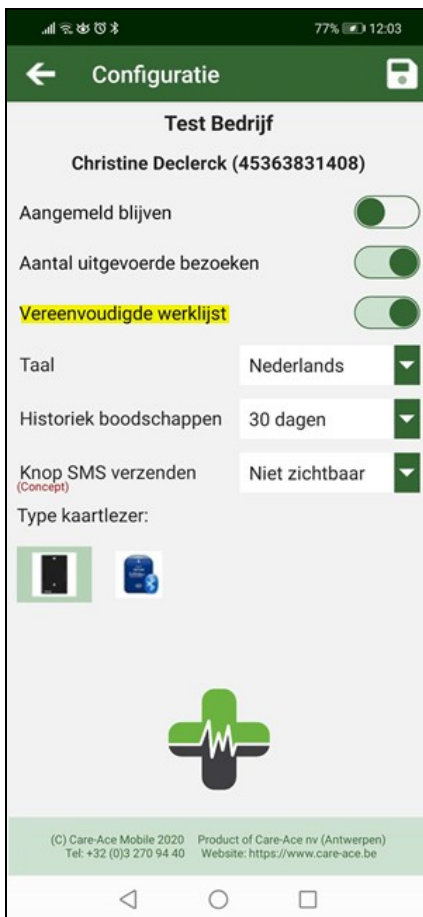 77% 12:03
Configuratie
Test Bedrijf
Christine Declerck (45363831408)
Aangemeld blijven
Aantal uitgevoerde bezoeken
Vereenvoudigde werklijst
Taal Nederlands
Historiek boodschappen 30 dagen
Knop SMS verzenden Niet zichtbaar
(Concept)
Type kaartlezer:
(C) Care-Ace Mobile 2020 Product of Care-Ace nv (Antwerpen)
Tel: +32 (0)3 270 94 40 Website: https://www.care-ace.be